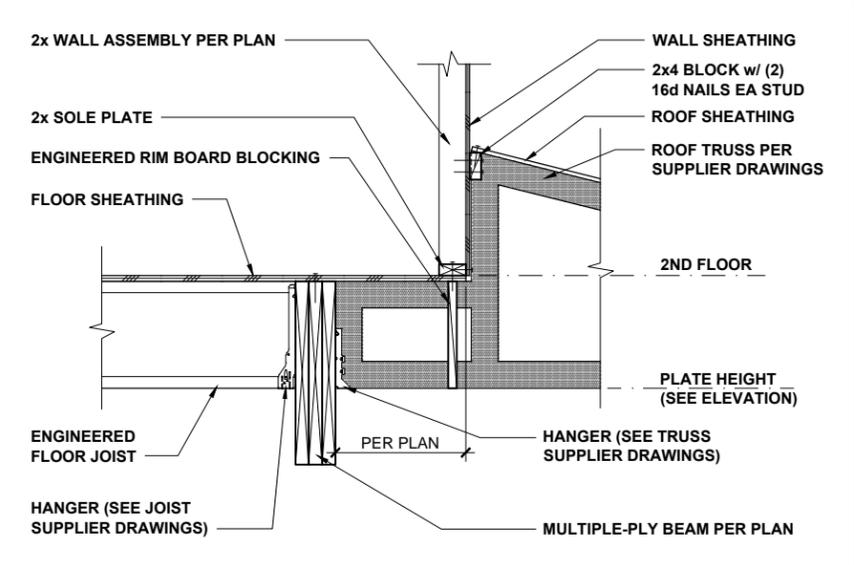 2x WALL ASSEMBLY PER PLAN
2x SOLE PLATE
ENGINEERED RIM BOARD BLOCKING
FLOOR SHEATHING
WALL SHEATHING
2x4 BLOCK w/ (2)
16d NAILS EA STUD
ROOF SHEATHING
ROOF TRUSS PER
SUPPLIER DRAWINGS
2ND FLOOR
PLATE HEIGHT
(SEE ELEVATION)
ENGINEERED
FLOOR JOIST
PER PLAN
HANGER (SEE TRUSS
SUPPLIER DRAWINGS)
HANGER (SEE JOIST
SUPPLIER DRAWINGS)
MULTIPLE-PLY BEAM PER PLAN